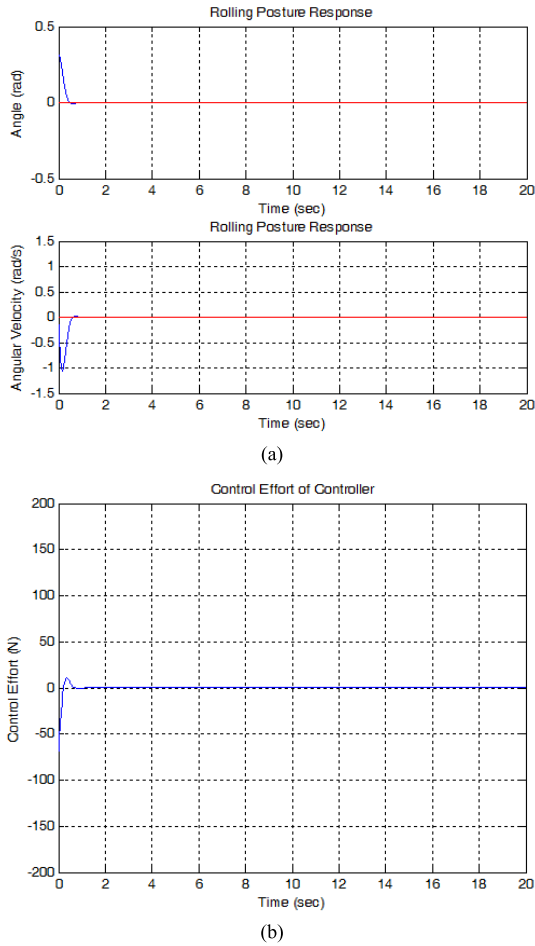 Rolling Posture Response
0.5
0
-0.5
Angle (rad)
0 2 4 6 8 10 12 14 16 18 20
Time (sec)
Rolling Posture Response
1.5
1
0.5
0
-0.5
-1
-1.5
Angular Velocity (rad/s)
0 2 4 6 8 10 12 14 16 18 20
Time (sec)
(a)
Control Effort of Controller
200
150
100
50
0
-50
-100
-150
-200
Control Effort (N)
0 2 4 6 8 10 12 14 16 18 20
Time (sec)
(b)